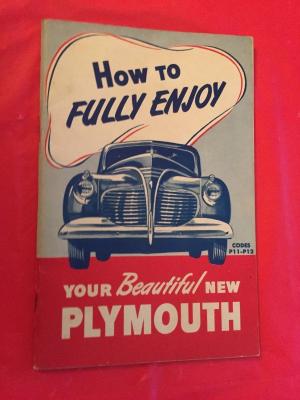 How to
FULLY ENJOY
CODES
P11-P12
YOUR Beautiful NEW
PLYMOUTH